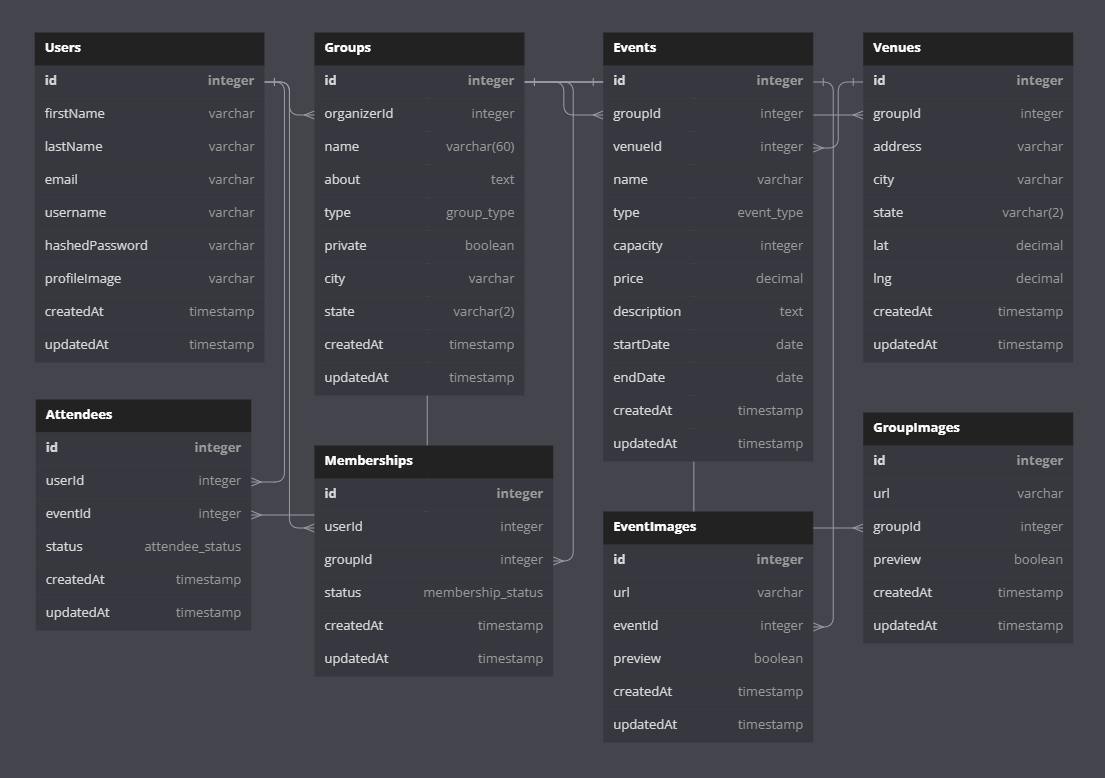 Users
id integer
firstName varchar
lastName varchar
email varchar
username varchar
hashedPassword varchar
profileImage varchar
createdAt timestamp
updatedAt timestamp
Groups
id integer
organizerId integer
name varchar(60)
about text
type group_type
private boolean
city varchar
state varchar(2)
createdAt timestamp
updatedAt timestamp
Events
id integer
groupId integer
venueId integer
name varchar
type event_type
capacity integer
price decimal
description text
startDate date
endDate date
createdAt timestamp
updatedAt timestamp
Venues
id integer
groupId integer
address varchar
city varchar
state varchar(2)
lat decimal
lng decimal
createdAt timestamp
updatedAt timestamp
Attendees
id integer
userId integer
eventId integer
status attendee_status
createdAt timestamp
updatedAt timestamp
Memberships
id integer
userId integer
groupId integer
status membership_status
createdAt timestamp
updatedAt timestamp
EventImages
id integer
url varchar
eventId integer
preview boolean
createdAt timestamp
updatedAt timestamp
GroupImages
id integer
url varchar
groupId integer
preview boolean
createdAt timestamp
updatedAt timestamp